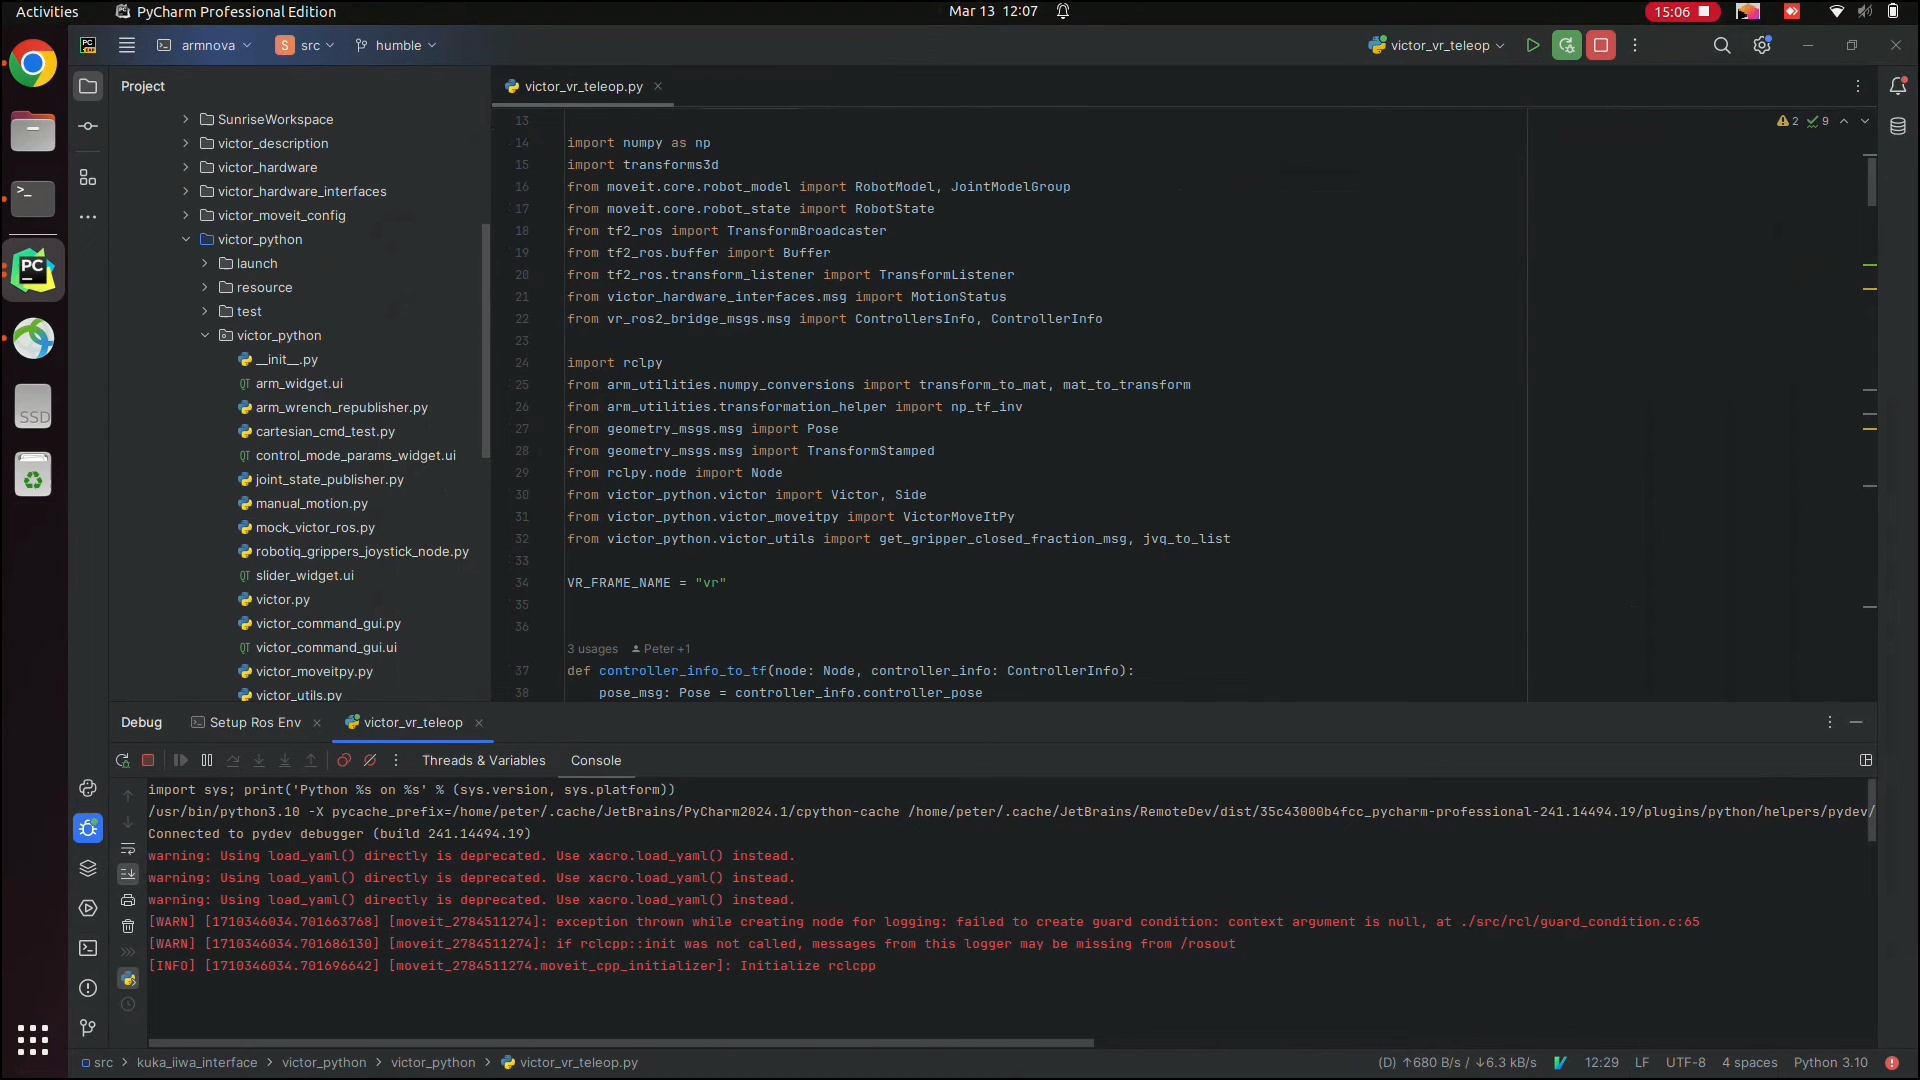 Activities
PyCharm Professional Edition
Mar 13 12:07
15:06
armnova
S src
humble
victor_vr_teleop
Project
SunriseWorkspace
victor_description
victor_hardware
victor_hardware_interfaces
victor_moveit_config
victor_python
launch
resource
test
victor_python
__init__.py
arm_widget.ui
arm_wrench_republisher.py
cartesian_cmd_test.py
control_mode_params_widget.ui
joint_state_publisher.py
manual_motion.py
mock_victor_ros.py
robotiq_grippers_joystick_node.py
slider_widget.ui
victor.py
victor_command_gui.py
victor_command_gui.ui
victor_moveitpy.py
victor_utils.py
victor_vr_teleop.py
2 9
13
14 import numpy as np
15 import transforms3d
16 from moveit.core.robot_model import RobotModel, JointModelGroup
17 from moveit.core.robot_state import RobotState
18 from tf2_ros import TransformBroadcaster
19 from tf2_ros.buffer import Buffer
20 from tf2_ros.transform_listener import TransformListener
21 from victor_hardware_interfaces.msg import MotionStatus
22 from vr_ros2_bridge_msgs.msg import ControllersInfo, ControllerInfo
23
24 import rclpy
25 from arm_utilities.numpy_conversions import transform_to_mat, mat_to_transform
26 from arm_utilities.transformation_helper import np_tf_inv
27 from geometry_msgs.msg import Pose
28 from geometry_msgs.msg import TransformStamped
29 from rclpy.node import Node
30 from victor_python.victor import Victor, Side
31 from victor_python.victor_moveitpy import VictorMoveItPy
32 from victor_python.victor_utils import get_gripper_closed_fraction_msg, jvq_to_list
33
34 VR_FRAME_NAME = "vr"
35
36
3 usages Peter +1
37 def controller_info_to_tf(node: Node, controller_info: ControllerInfo):
38 pose_msg: Pose = controller_info.controller_pose
Debug
Setup Ros Env
victor_vr_teleop
Threads & Variables
Console
import sys; print('Python %s on %s' % (sys.version, sys.platform))
/usr/bin/python3.10 -X pycache_prefix=/home/peter/.cache/JetBrains/PyCharm2024.1/cpython-cache /home/peter/.cache/JetBrains/RemoteDev/dist/35c43000b4fcc_pycharm-professional-241.14494.19/plugins/python/helpers/pydev/
Connected to pydev debugger (build 241.14494.19)
warning: Using load_yaml() directly is deprecated. Use xacro.load_yaml() instead.
warning: Using load_yaml() directly is deprecated. Use xacro.load_yaml() instead.
warning: Using load_yaml() directly is deprecated. Use xacro.load_yaml() instead.
[WARN] [1710346034.701663768] [moveit_2784511274]: exception thrown while creating node for logging: failed to create guard condition: context argument is null, at ./src/rcl/guard_condition.c:65
[WARN] [1710346034.701686130] [moveit_2784511274]: if rclcpp::init was not called, messages from this logger may be missing from /rosout
[INFO] [1710346034.701696642] [moveit_2784511274.moveit_cpp_initializer]: Initialize rclcpp
SSD
src > kuka_iiwa_interface > victor_python > victor_python > victor_vr_teleop.py
(D) ↑680 B/s / ↓6.3 kB/s
12:29
LF
UTF-8
4 spaces
Python 3.10